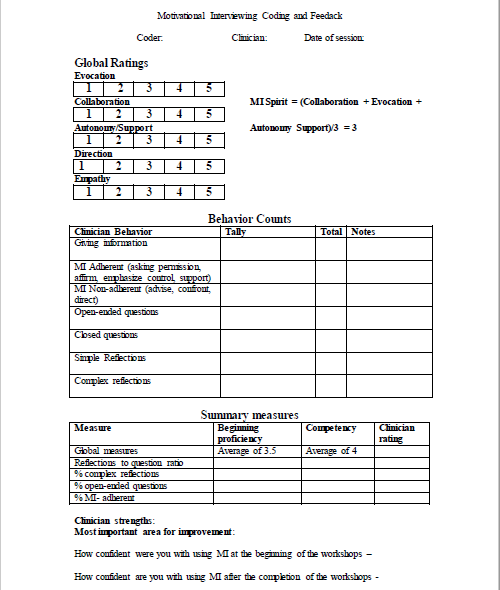 Motivational Interviewing Coding and Feedack
Coder: Clinician: Date of session:
Global Ratings
Evocation
1 2 3 4 5
Collaboration MI Spirit = (Collaboration + Evocation +
1 2 3 4 5
Autonomy/Support Autonomy Support)/3 = 3
1 2 3 4 5
Direction
1 2 3 4 5
Empathy
1 2 3 4 5
Behavior Counts
Clinician Behavior Tally Total Notes
Giving information
MI Adherent (asking permission,
affirm, emphasize control, support)
MI Non-adherent (advise, confront,
direct)
Open-ended questions
Closed questions
Simple Reflections
Complex reflections
Summary measures
Measure Beginning Competency Clinician
proficiency rating
Global measures Average of 3.5 Average of 4
Reflections to question ratio
% complex reflections
% open-ended questions
% MI- adherent
Clinician strengths:
Most important area for improvement:
How confident were you with using MI at the beginning of the workshops –
How confident are you with using MI after the completion of the workshops -